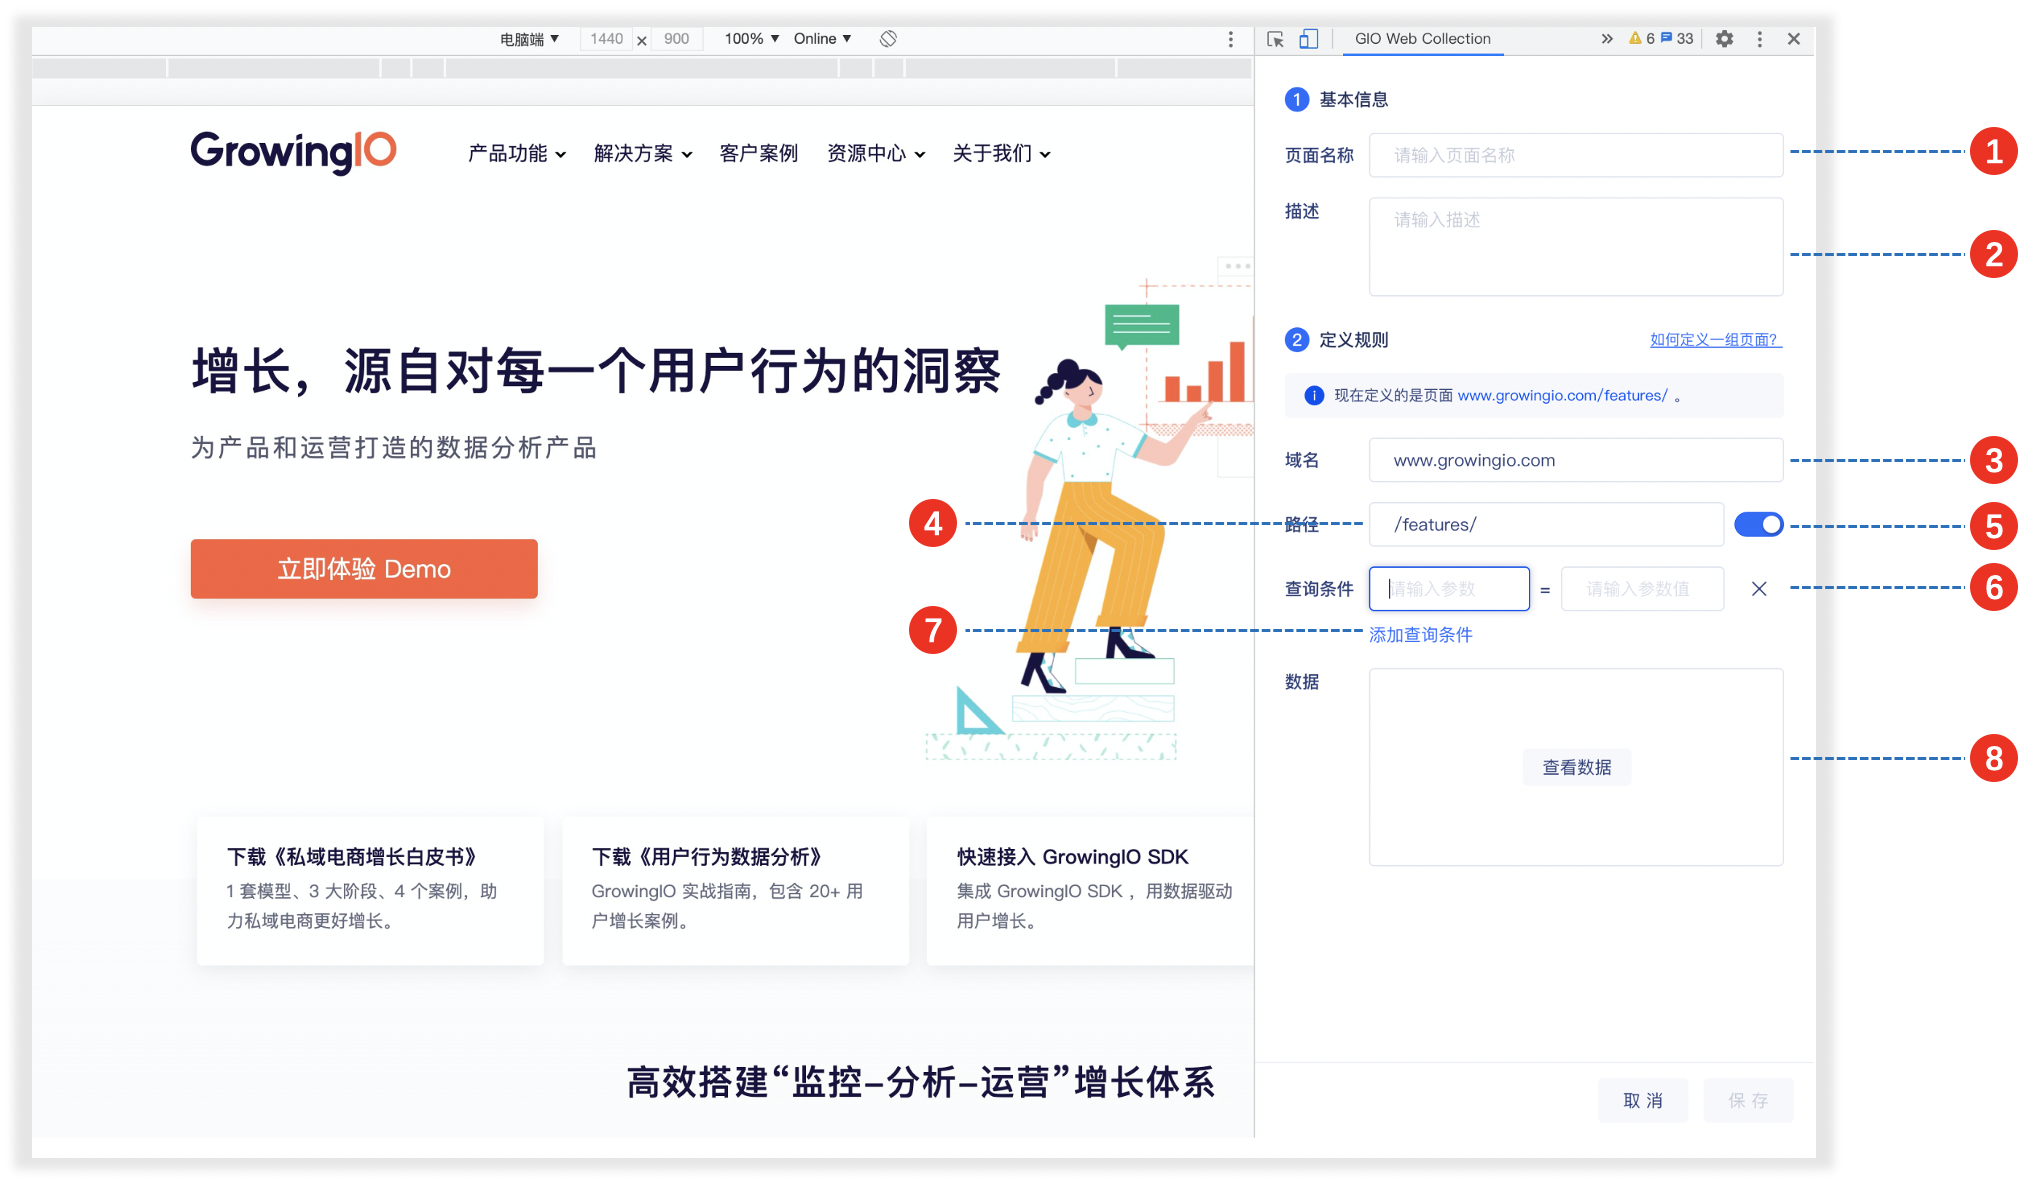 电脑端 ▼ 1440 × 900 100% ▼ Online ▼
GIO Web Collection » 6 33
GrowingIO 产品功能 解决方案 客户案例 资源中心 关于我们
增长，源自对每一个用户行为的洞察
为产品和运营打造的数据分析产品
立即体验 Demo
下载《私域电商增长白皮书》
1 套模型、3 大阶段、4 个案例，助
力私域电商更好增长。
下载《用户行为数据分析》
GrowingIO 实战指南，包含 20+ 用
户增长案例。
快速接入 GrowingIO SDK
集成 GrowingIO SDK ，用数据驱动
用户增长。
高效搭建“监控–分析–运营”增长体系
1 基本信息
页面名称 请输入页面名称 1
描述 请输入描述 2
2 定义规则 如何定义一组页面?
i 现在定义的是页面 www.growingio.com/features/ 。
域名 www.growingio.com 3
4 路径 /features/ 5
查询条件 请输入参数 = 请输入参数值 6
7 添加查询条件
数据 查看数据 8
取 消 保 存